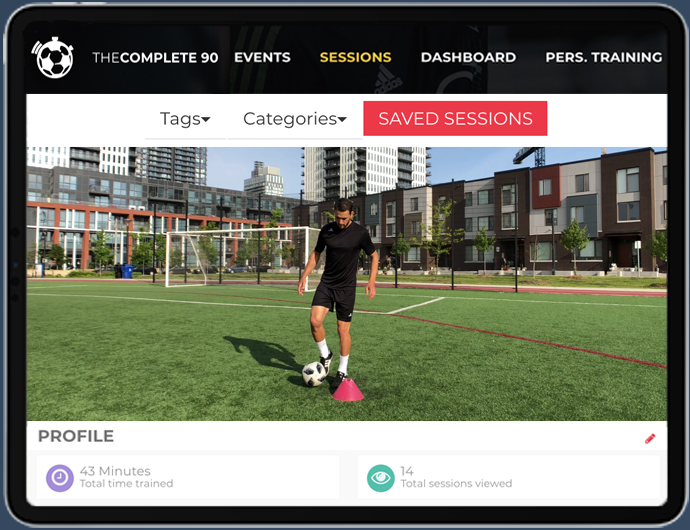 THECOMPLETE 90 EVENTS SESSIONS DASHBOARD PERS. TRAINING
adidas
Tags Categories SAVED SESSIONS
PROFILE
43 Minutes
Total time trained
14
Total sessions viewed